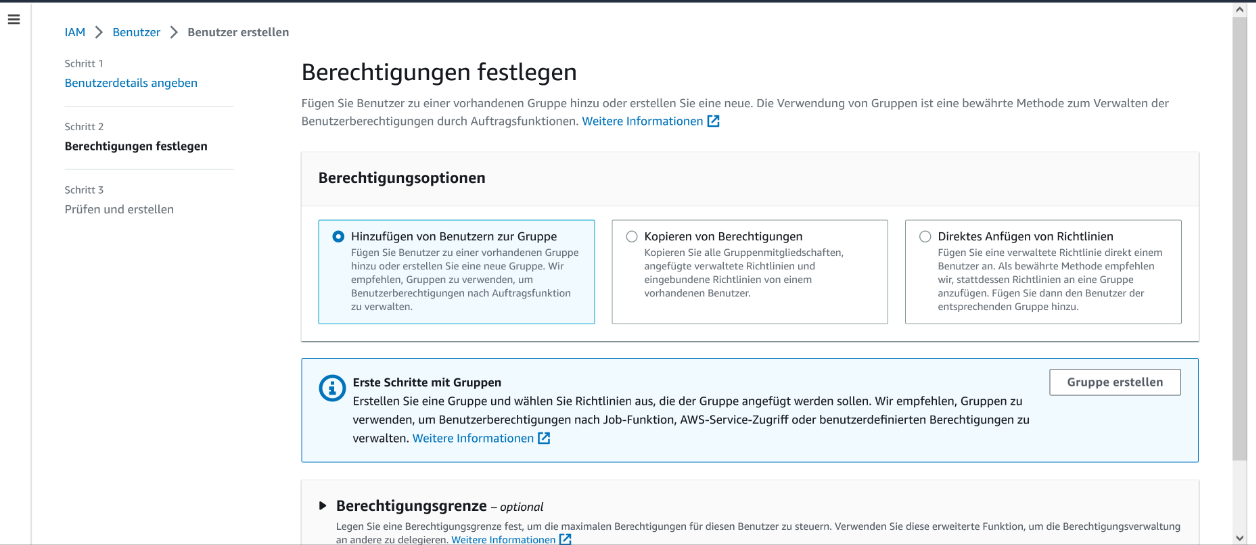 IAM > Benutzer > Benutzer erstellen
Schritt 1
Benutzerdetails angeben
Schritt 2
Berechtigungen festlegen
Schritt 3
Prüfen und erstellen
Berechtigungen festlegen
Fügen Sie Benutzer zu einer vorhandenen Gruppe hinzu oder erstellen Sie eine neue. Die Verwendung von Gruppen ist eine bewährte Methode zum Verwalten der
Benutzerberechtigungen durch Auftragsfunktionen. Weitere Informationen
Berechtigungsoptionen
Hinzufügen von Benutzern zur Gruppe
Fügen Sie Benutzer zu einer vorhandenen Gruppe
hinzu oder erstellen Sie eine neue Gruppe. Wir
empfehlen, Gruppen zu verwenden, um
Benutzerberechtigungen nach Auftragsfunktion
zu verwalten.
Kopieren von Berechtigungen
Kopieren Sie alle Gruppenmitgliedschaften,
angefügte verwaltete Richtlinien und
eingebundene Richtlinien von einem
vorhandenen Benutzer.
Direktes Anfügen von Richtlinien
Fügen Sie eine verwaltete Richtlinie direkt einem
Benutzer an. Als bewährte Methode empfehlen
wir, stattdessen Richtlinien an eine Gruppe
anzufügen. Fügen Sie dann den Benutzer der
entsprechenden Gruppe hinzu.
Erste Schritte mit Gruppen
Erstellen Sie eine Gruppe und wählen Sie Richtlinien aus, die der Gruppe angefügt werden sollen. Wir empfehlen, Gruppen zu
verwenden, um Benutzerberechtigungen nach Job-Funktion, AWS-Service-Zugriff oder benutzerdefinierten Berechtigungen zu
verwalten. Weitere Informationen
Gruppe erstellen
Berechtigungsgrenze – optional
Legen Sie eine Berechtigungsgrenze fest, um die maximalen Berechtigungen für diesen Benutzer zu steuern. Verwenden Sie diese erweiterte Funktion, um die Berechtigungsverwaltung
an andere zu delegieren. Weitere Informationen